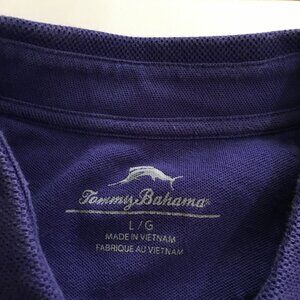 Tommy Bahama®
L/G
MADE IN VIETNAM
FABRIQUE AU VIETNAM